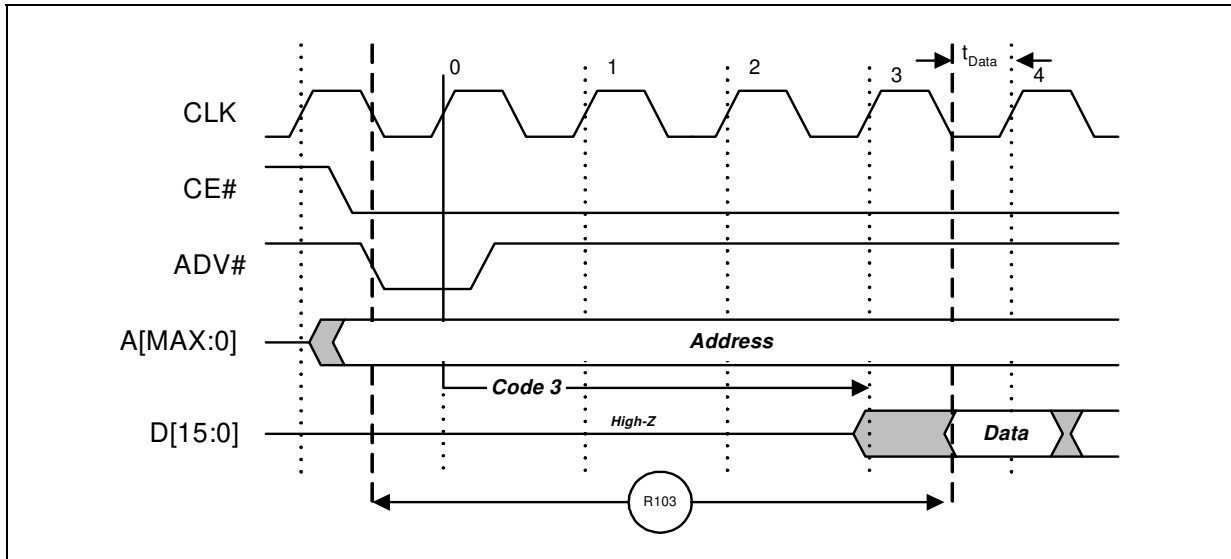 0 1 2 3 t Data 4
CLK
CE#
ADV#
A[MAX:0] Address
Code 3
D[15:0] High-Z Data
R103